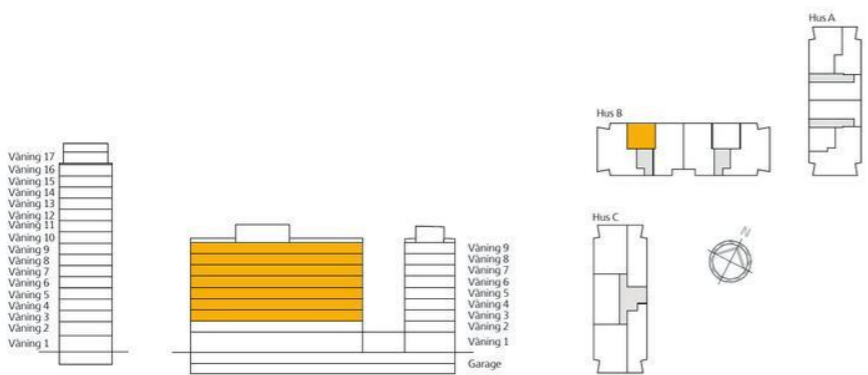 Hus A
Hus B
Våning 17
Våning 16
Våning 15
Våning 14
Våning 13
Våning 12
Våning 11
Våning 10
Våning 9
Våning 8
Våning 7
Våning 6
Våning 5
Våning 4
Våning 3
Våning 2
Våning 1
Våning 9
Våning 8
Våning 7
Våning 6
Våning 5
Våning 4
Våning 3
Våning 2
Våning 1
Garage
Hus C
N